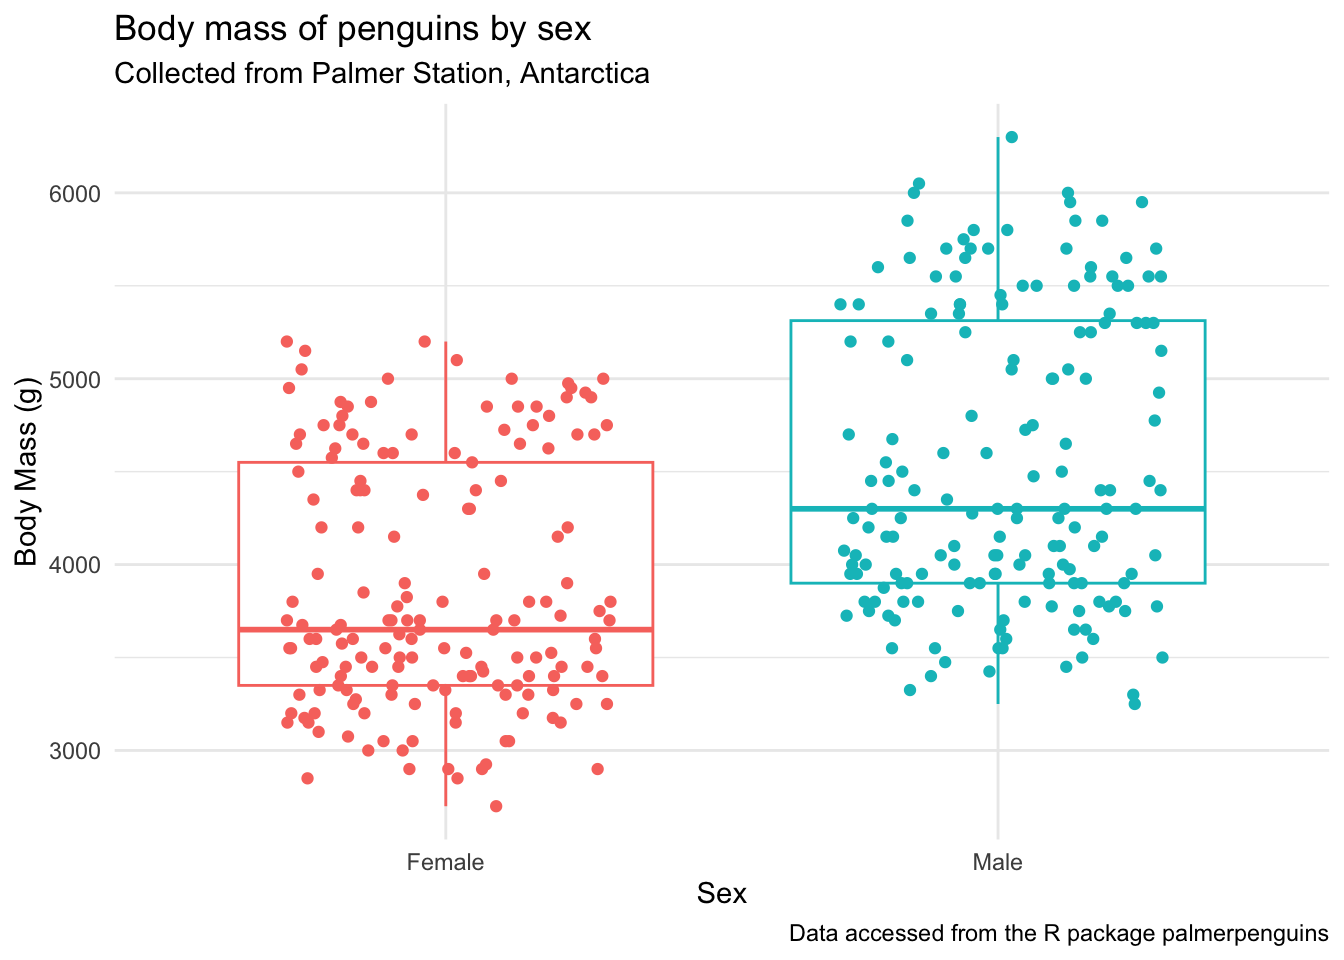 Body mass of penguins by sex
Collected from Palmer Station, Antarctica
6000
5000
4000
3000
Body Mass (g)
Female
Male
Sex
Data accessed from the R package palmerpenguins